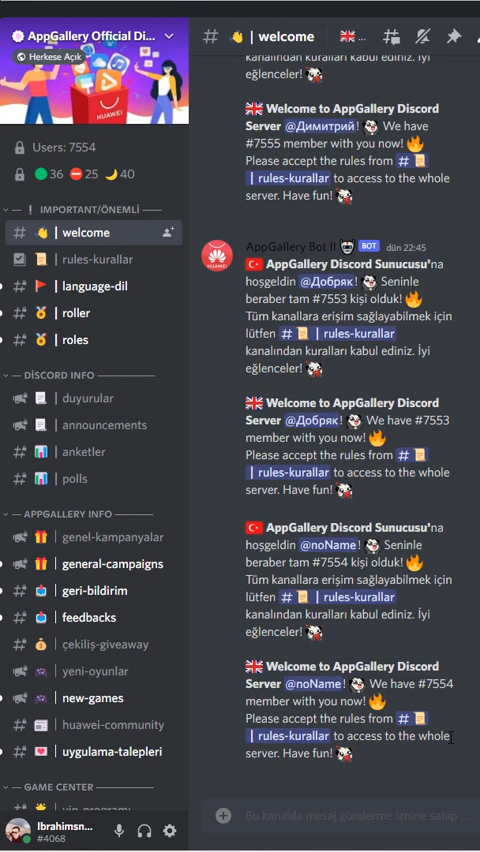 AppGallery Official Di...
Herkese Açık
HUAWEI
Users: 7554
36 25 40
IMPORTANT/ÖNEMLİ
# | welcome
| rules-kurallar
| language-dil
| roller
| roles
DİSCORD INFO
| duyurular
| announcements
| anketler
| polls
APPGALLERY INFO
| genel-kampanyalar
| general-campaigns
| geri-bildirim
| feedbacks
| çekiliş-giveaway
| yeni-oyunlar
| new-games
| huawei-community
| uygulama-talepleri
GAME CENTER
| vip-programı
Ibrahimsn...
#4068
# | welcome ...
kanalından kuralları kabul ediniz. İyi
eğlenceler!
Welcome to AppGallery Discord
Server @Димитрий! We have
#7555 member with you now!
Please accept the rules from #
| rules-kurallar to access to the whole
server. Have fun!
HUAWEI
AppGallery Bot II BOT dün 22:45
AppGallery Discord Sunucusu'na
hoşgeldin @Добряк! Seninle
beraber tam #7553 kişi olduk!
Tüm kanallara erişim sağlayabilmek için
lütfen # | rules-kurallar
kanalından kuralları kabul ediniz. İyi
eğlenceler!
Welcome to AppGallery Discord
Server @Добряк! We have #7553
member with you now!
Please accept the rules from #
| rules-kurallar to access to the whole
server. Have fun!
AppGallery Discord Sunucusu'na
hoşgeldin @noName! Seninle
beraber tam #7554 kişi olduk!
Tüm kanallara erişim sağlayabilmek için
lütfen # | rules-kurallar
kanalından kuralları kabul ediniz. İyi
eğlenceler!
Welcome to AppGallery Discord
Server @noName! We have #7554
member with you now!
Please accept the rules from #
| rules-kurallar to access to the whole
server. Have fun!
Bu kanalda mesaj gönderme iznine sahip ...